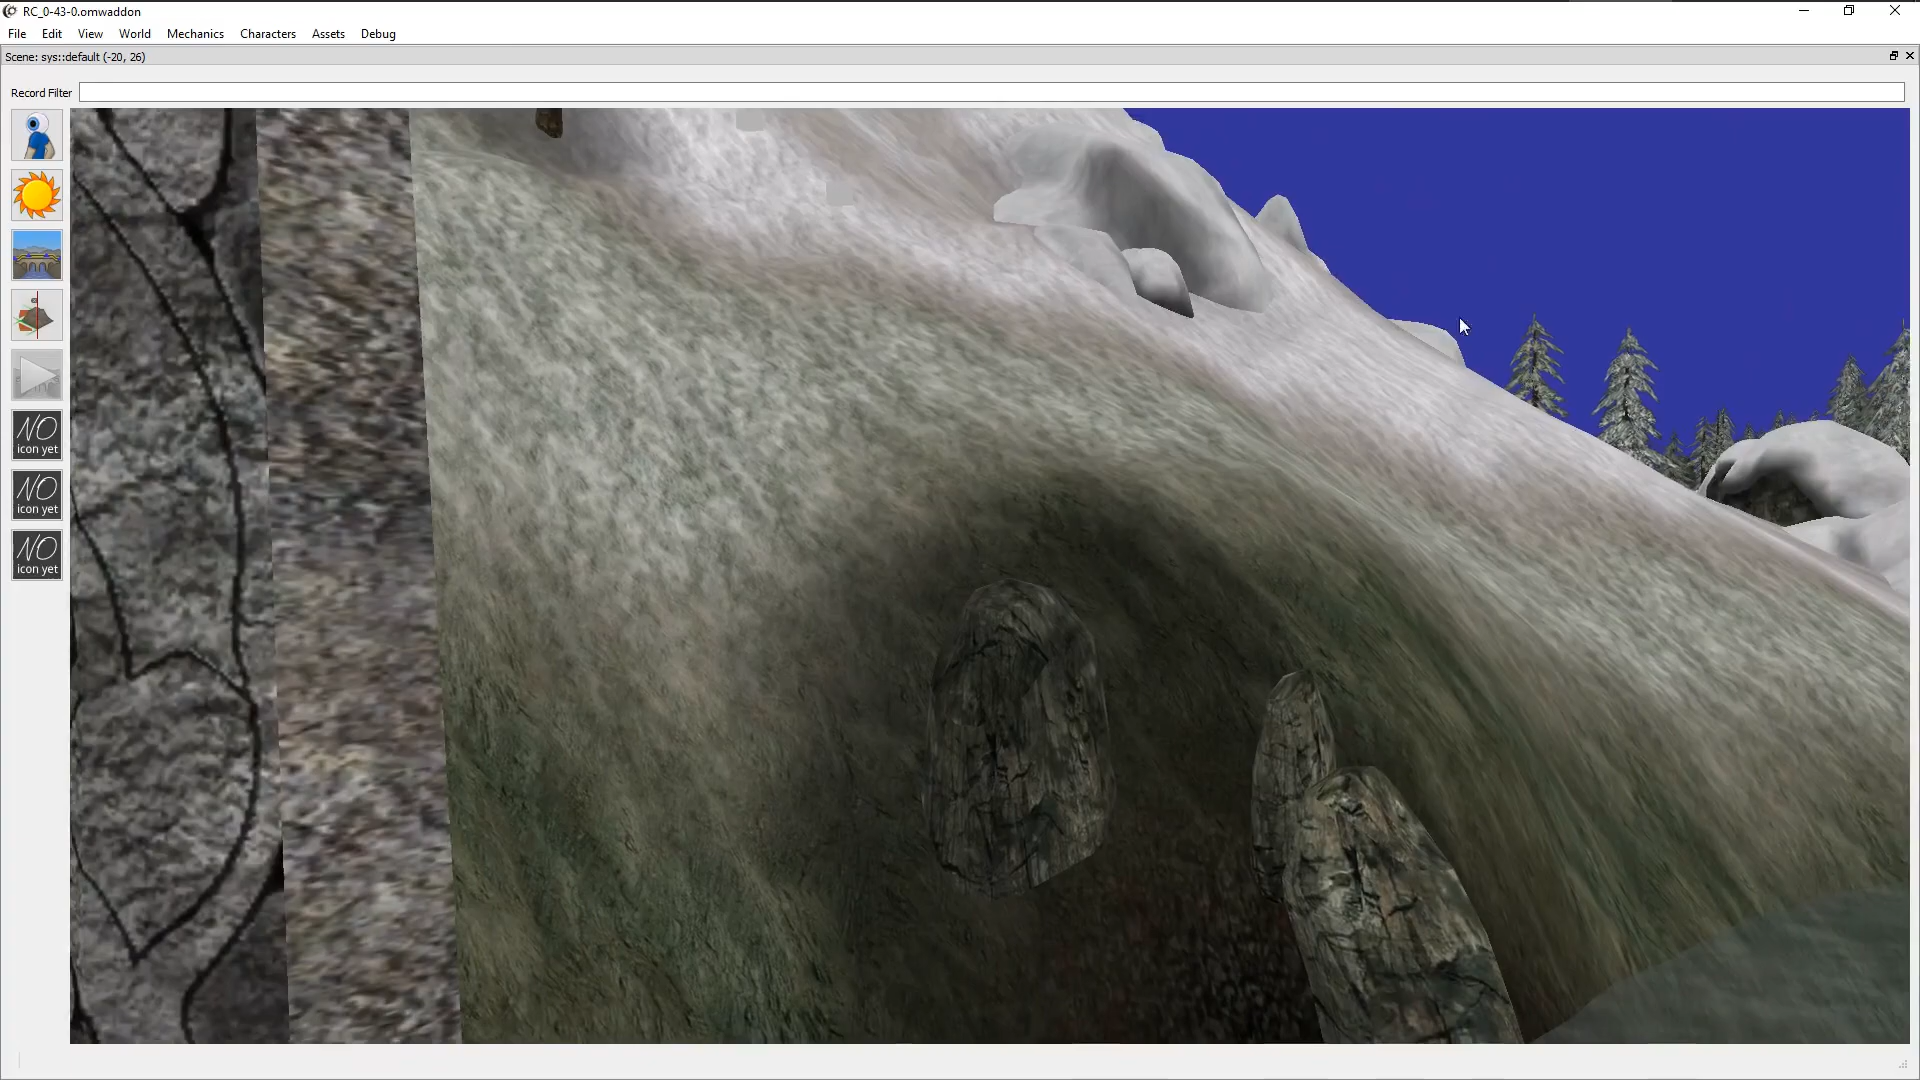 RC_0-43-0.omwaddon
File Edit View World Mechanics Characters Assets Debug
Scene: sys::default (-20, 26)
Record Filter
NO
icon yet
NO
icon yet
NO
icon yet